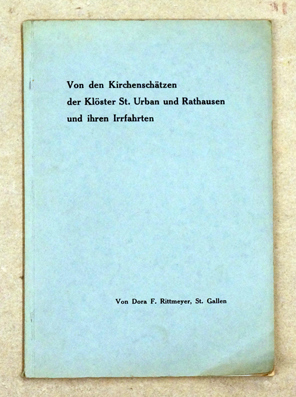 Von den Kirchenschätzen
der Klöster St. Urban und Rathausen
und ihren Irrfahrten
Von Dora F. Rittmeyer, St. Gallen